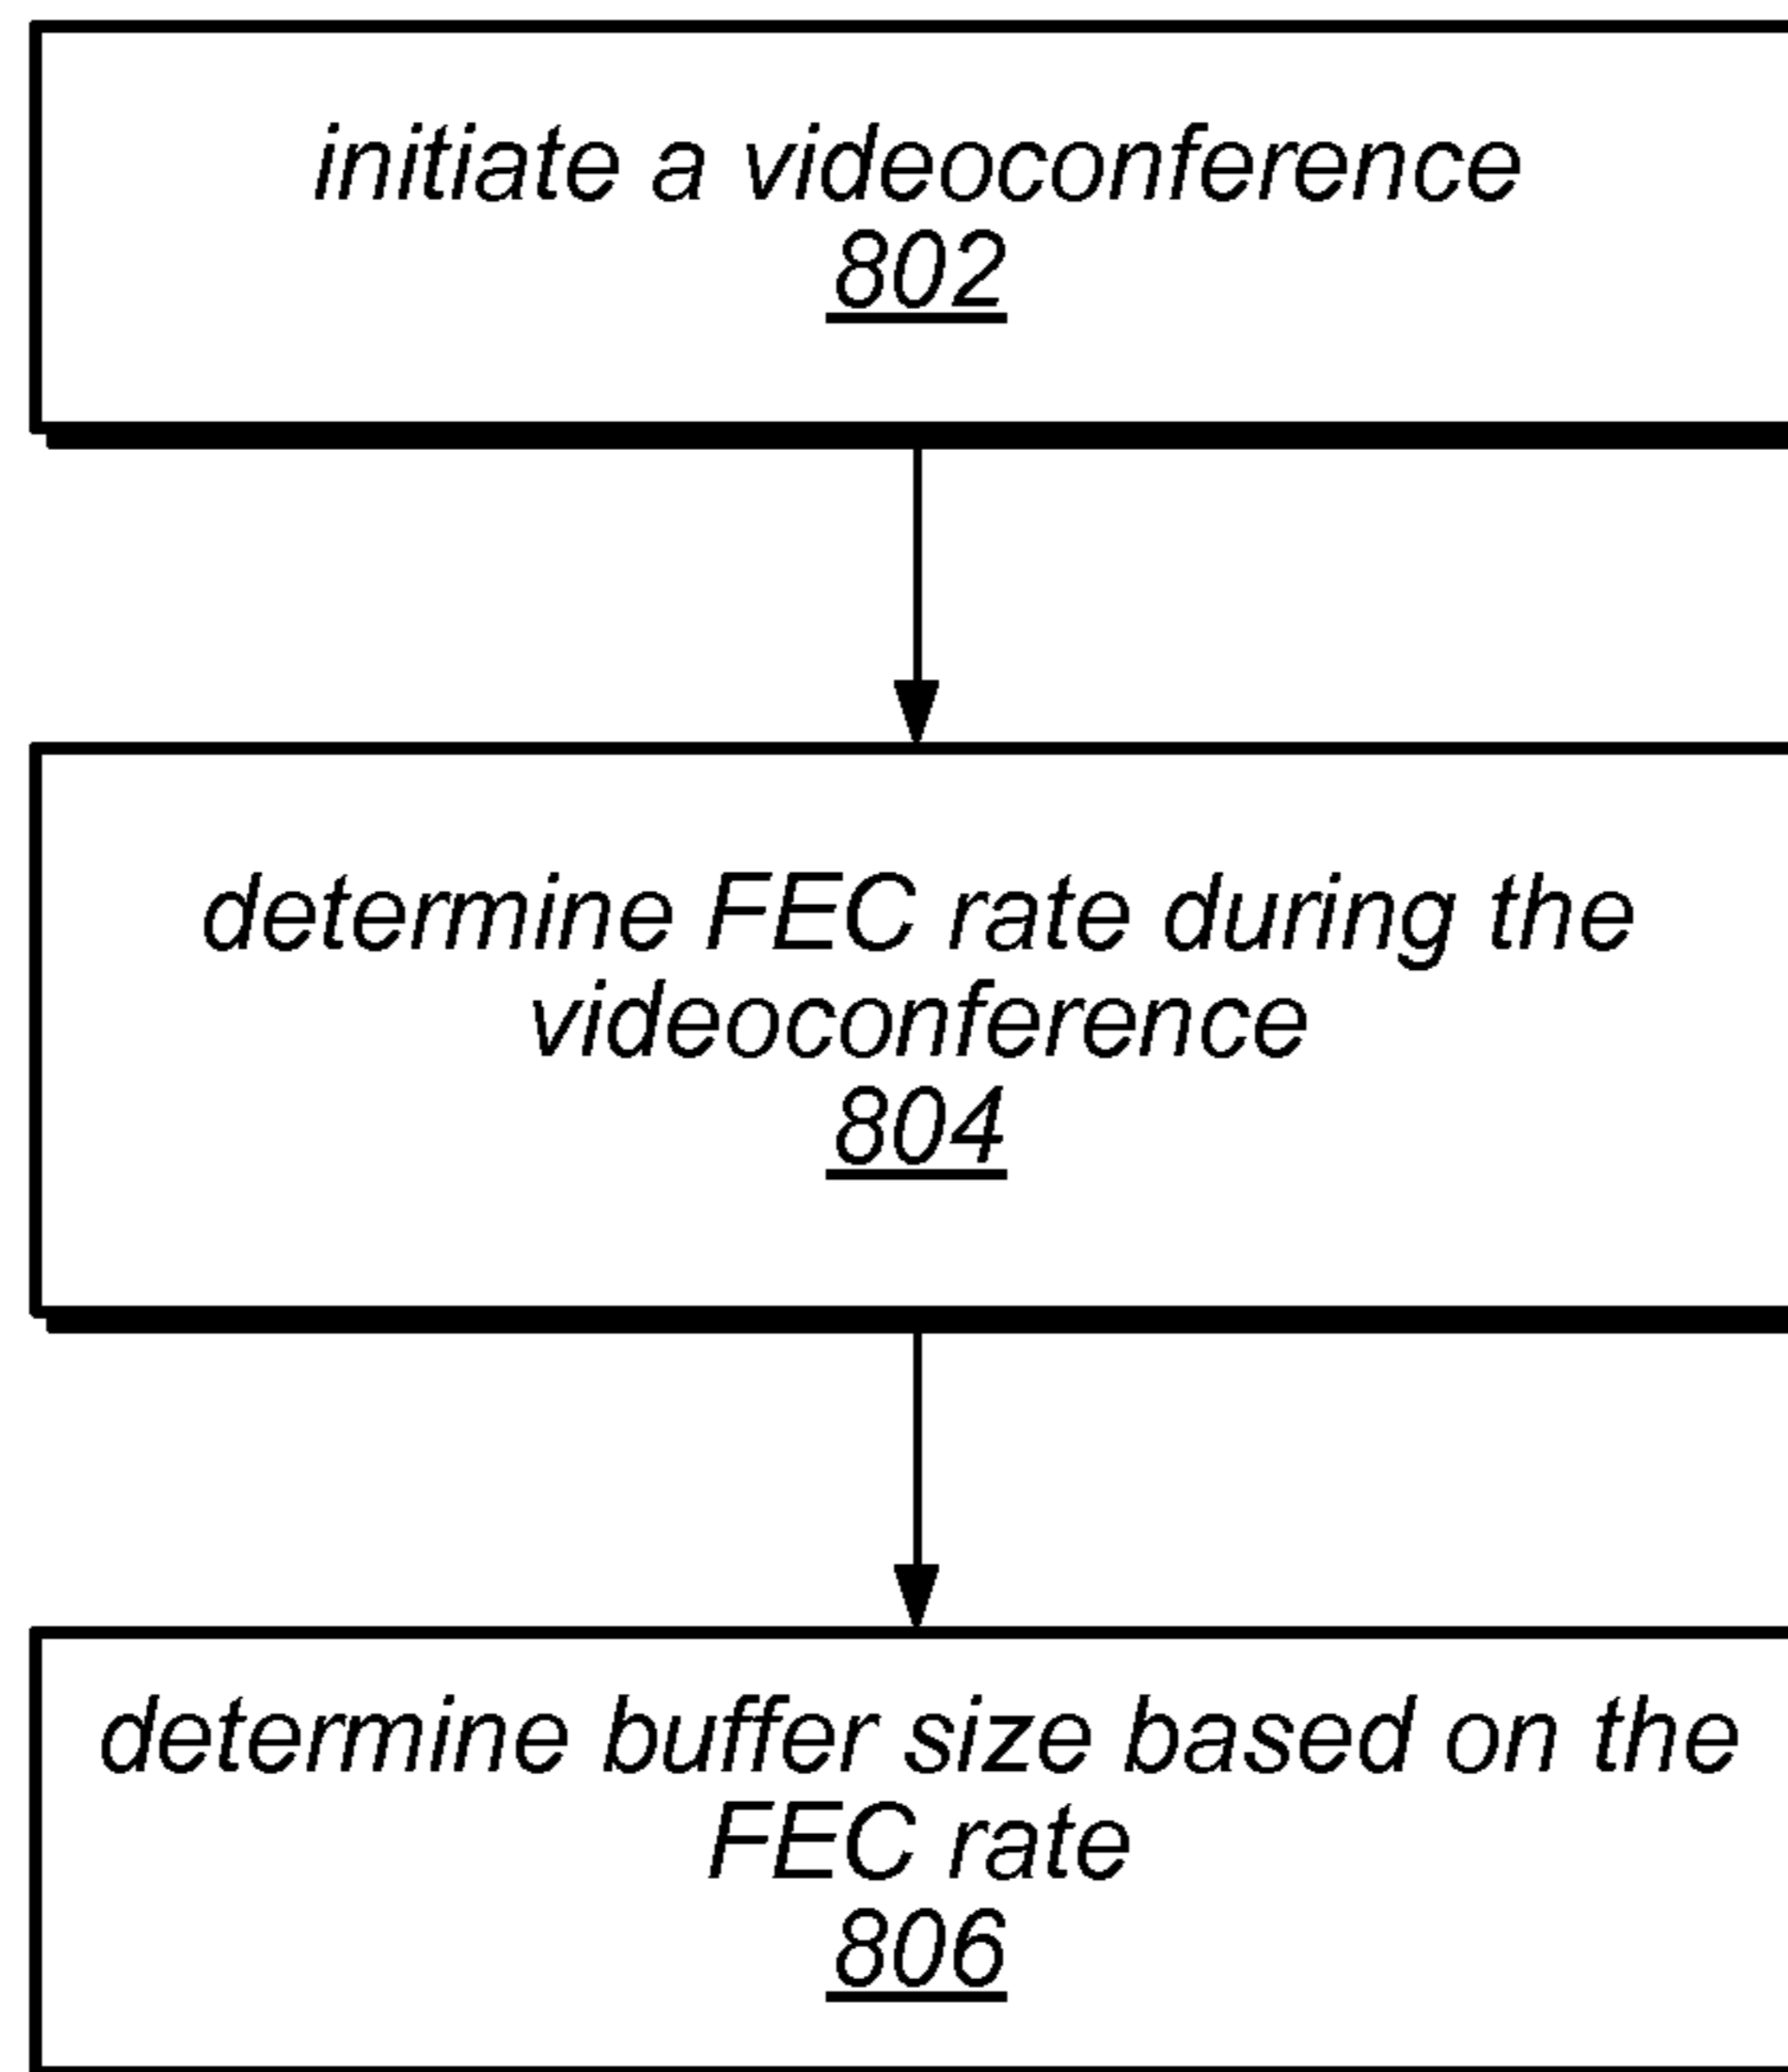 initiate a videoconference
802
determine FEC rate during the
videoconference
804
determine buffer size based on the
FEC rate
806